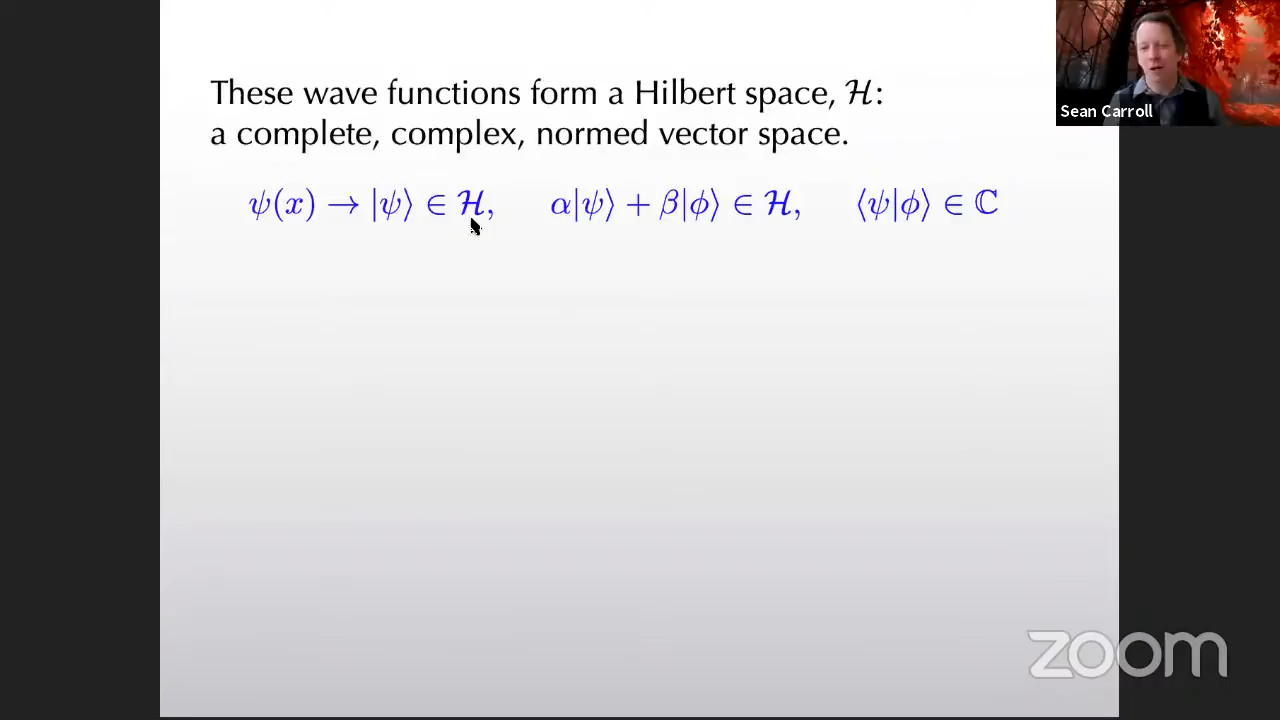 These wave functions form a Hilbert space, ℋ:
a complete, complex, normed vector space.
ψ(x) → |ψ⟩ ∈ ℋ, α|ψ⟩ + β|ϕ⟩ ∈ ℋ, ⟨ψ|ϕ⟩ ∈ ℂ
Sean Carroll
zoom